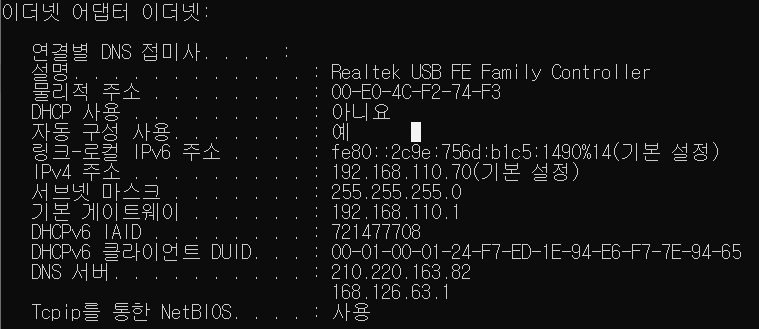 이더넷 어댑터 이더넷:
연결별 DNS 접미사. . . . :
설명. . . . . . . . . . . . : Realtek USB FE Family Controller
물리적 주소 . . . . . . . . : 00-E0-4C-F2-74-F3
DHCP 사용 . . . . . . . . . : 아니요
자동 구성 사용. . . . . . . : 예
링크-로컬 IPv6 주소 . . . . : fe80::2c9e:756d:b1c5:1490%14(기본 설정)
IPv4 주소 . . . . . . . . . : 192.168.110.70(기본 설정)
서브넷 마스크 . . . . . . . : 255.255.255.0
기본 게이트웨이 . . . . . . : 192.168.110.1
DHCPv6 IAID . . . . . . . . : 721477708
DHCPv6 클라이언트 DUID. . . : 00-01-00-01-24-F7-ED-1E-94-E6-F7-7E-94-65
DNS 서버. . . . . . . . . . : 210.220.163.82
168.126.63.1
Tcpip를 통한 NetBIOS. . . . : 사용